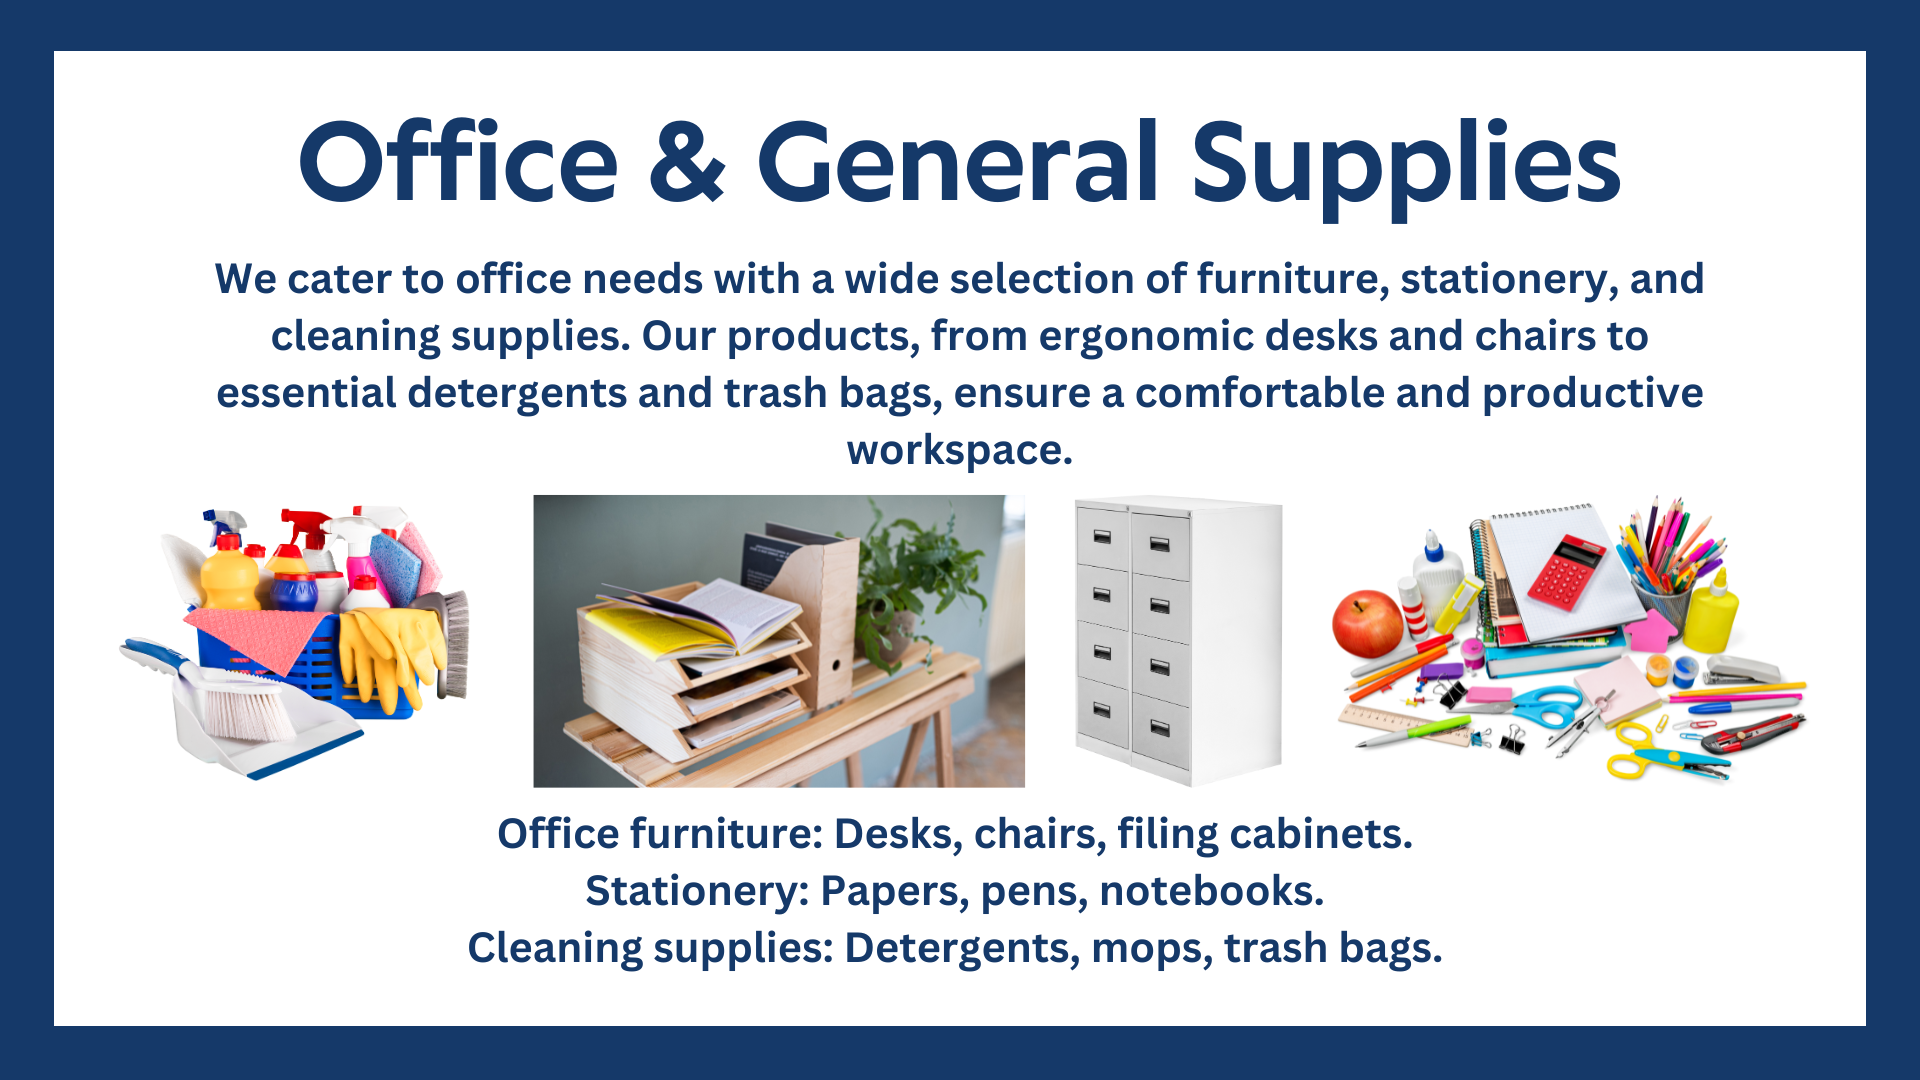 Office & General Supplies
We cater to office needs with a wide selection of furniture, stationery, and
cleaning supplies. Our products, from ergonomic desks and chairs to
essential detergents and trash bags, ensure a comfortable and productive
workspace.
Office furniture: Desks, chairs, filing cabinets.
Stationery: Papers, pens, notebooks.
Cleaning supplies: Detergents, mops, trash bags.